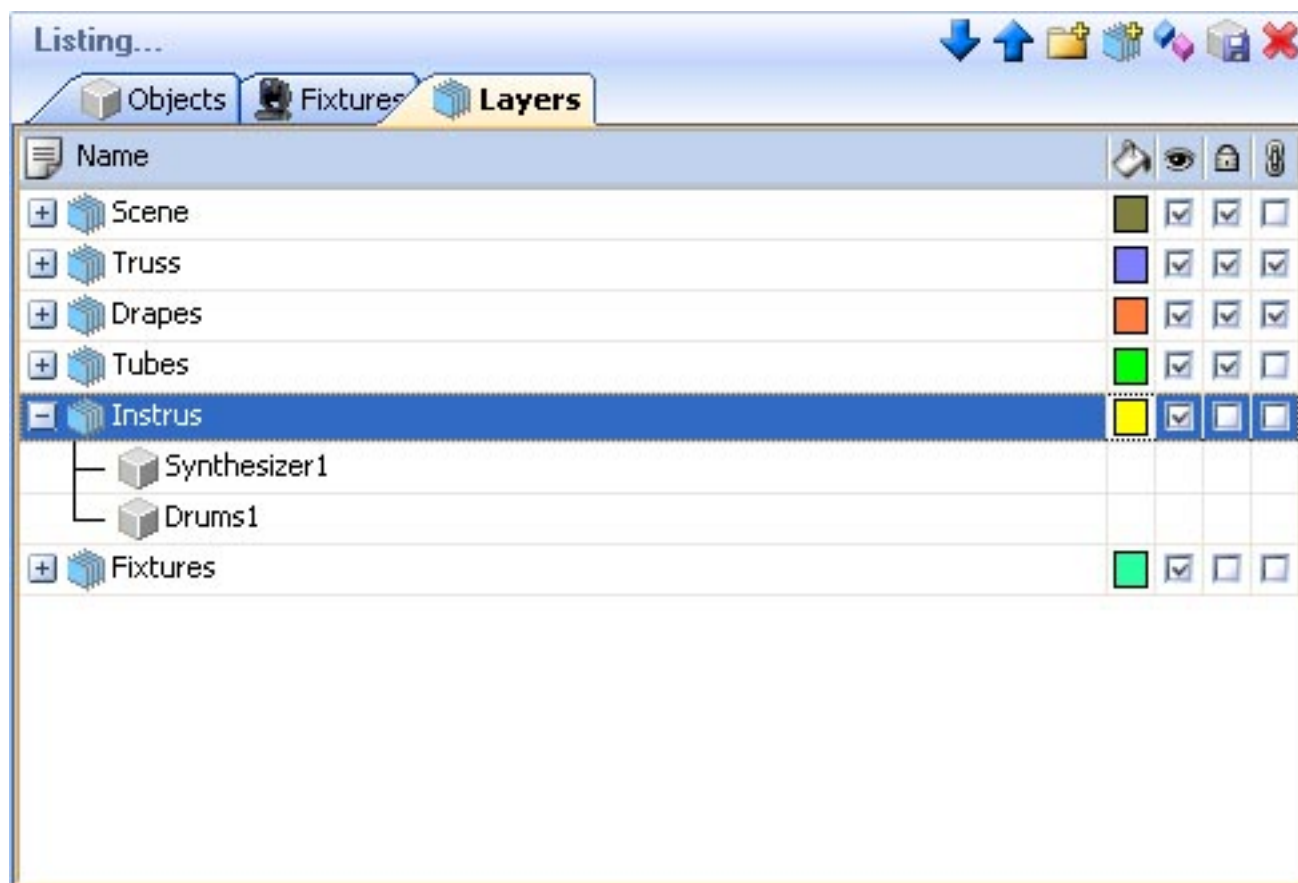 Listing...
Objects Fixtures Layers
Name
Scene
Truss
Drapes
Tubes
Instrus
Synthesizer1
Drums1
Fixtures